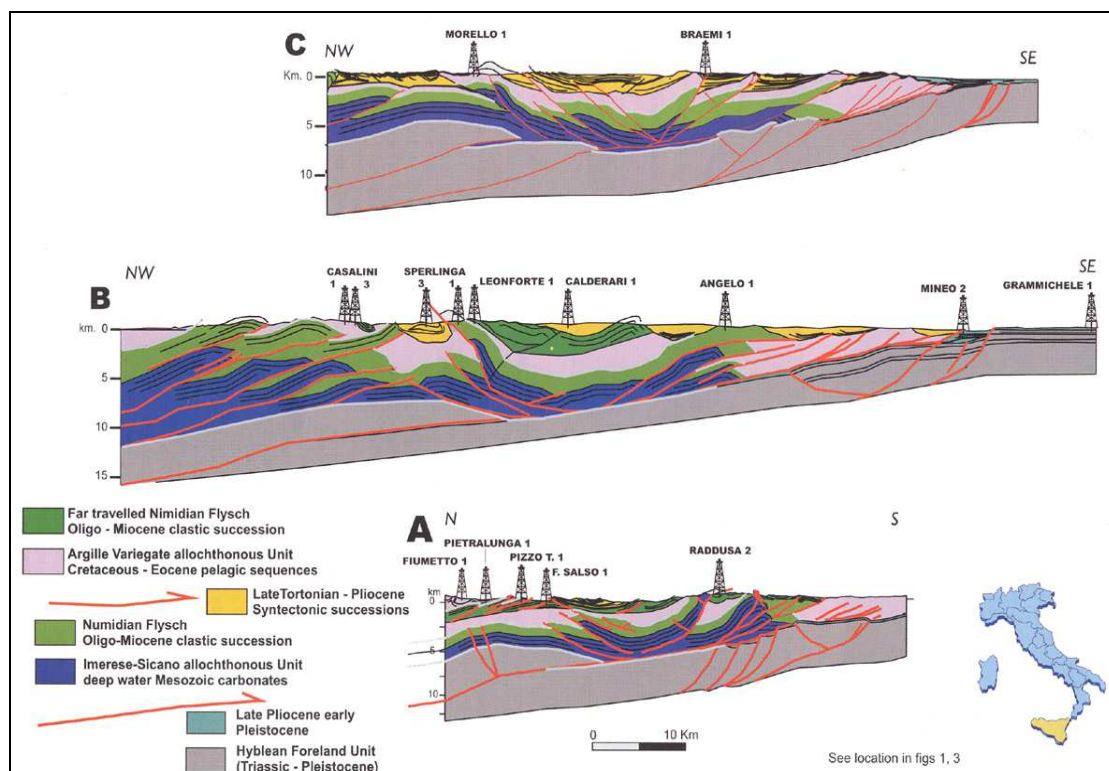 C
NW
MORELLO 1
BRAEMI 1
SE
Km. 0
5
10
B
NW
CASALINI
1 3
SPERLINGA
3 1
LEONFORTE 1
CALDERARI 1
ANGELO 1
MINEO 2
SE
GRAMMICHELE 1
km. 0
5
10
15
Far travelled Nimidian Flysch
Oligo - Miocene clastic succession
Argille Variegate allochthonous Unit
Cretaceous - Eocene pelagic sequences
LateTortonian - Pliocene
Syntectonic successions
Numidian Flysch
Oligo-Miocene clastic succession
Imerese-Sicano allochthonous Unit
deep water Mesozoic carbonates
Late Pliocene early
Pleistocene
Hyblean Foreland Unit
(Triassic - Pleistocene)
A
N
S
FIUMETTO 1
PIETRALUNGA 1
PIZZO T. 1
F. SALSO 1
RADDUSA 2
km
0
5
10
0 10 Km
See location in figs 1, 3